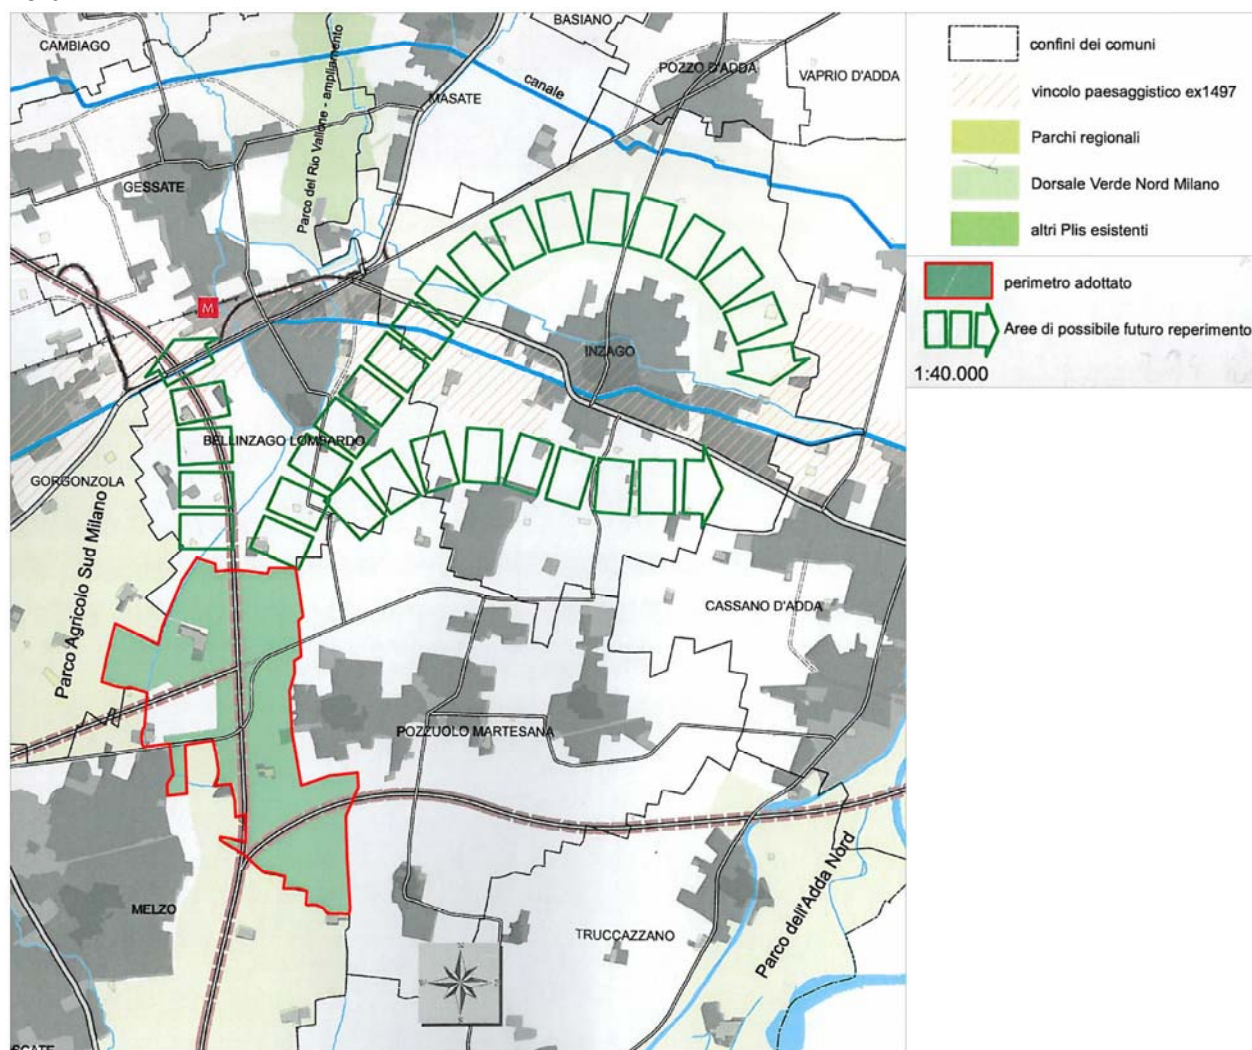 BASIANO
CAMBIAGO
POZZO D'ADDA
VAPRIO D'ADDA
canale
MASATE
Parco del Rio Vallone - ampliamento
GESSATE
M
INZAGO
BELLINZAGO LOMBARDO
GORGONZOLA
Parco Agricolo Sud Milano
CASSANO D'ADDA
POZZUOLO MARTESANA
MELZO
TRUCCAZZANO
Parco dell'Adda Nord
SCATE
confini dei comuni
vincolo paesaggistico ex1497
Parchi regionali
Dorsale Verde Nord Milano
altri Plis esistenti
perimetro adottato
Aree di possibile futuro reperimento
1:40.000